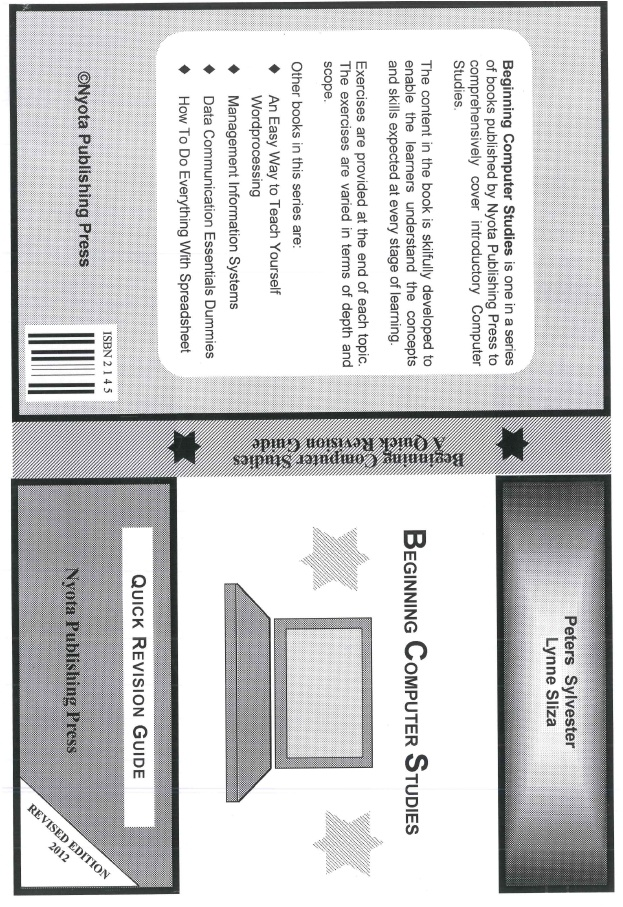 Beginning Computer Studies is one in a series
of books published by Nyota Publishing Press to
comprehensively cover introductory Computer
Studies.
The content in the book is skilfully developed to
enable the learners understand the concepts
and skills expected at every stage of learning.
Exercises are provided at the end of each topic.
The exercises are varied in terms of depth and
scope.
Other books in this series are:
♦ An Easy Way to Teach Yourself
Wordprocessing
♦ Management Information Systems
♦ Data Communication Essentials Dummies
♦ How To Do Everything With Spreadsheet
©Nyota Publishing Press
ISBN 2 1 4 5
Beginning Computer Studies
A Quick Revision Guide
Peters Sylvester
Lynne Sliza
BEGINNING COMPUTER STUDIES
QUICK REVISION GUIDE
Nyota Publishing Press
REVISED EDITION
2012